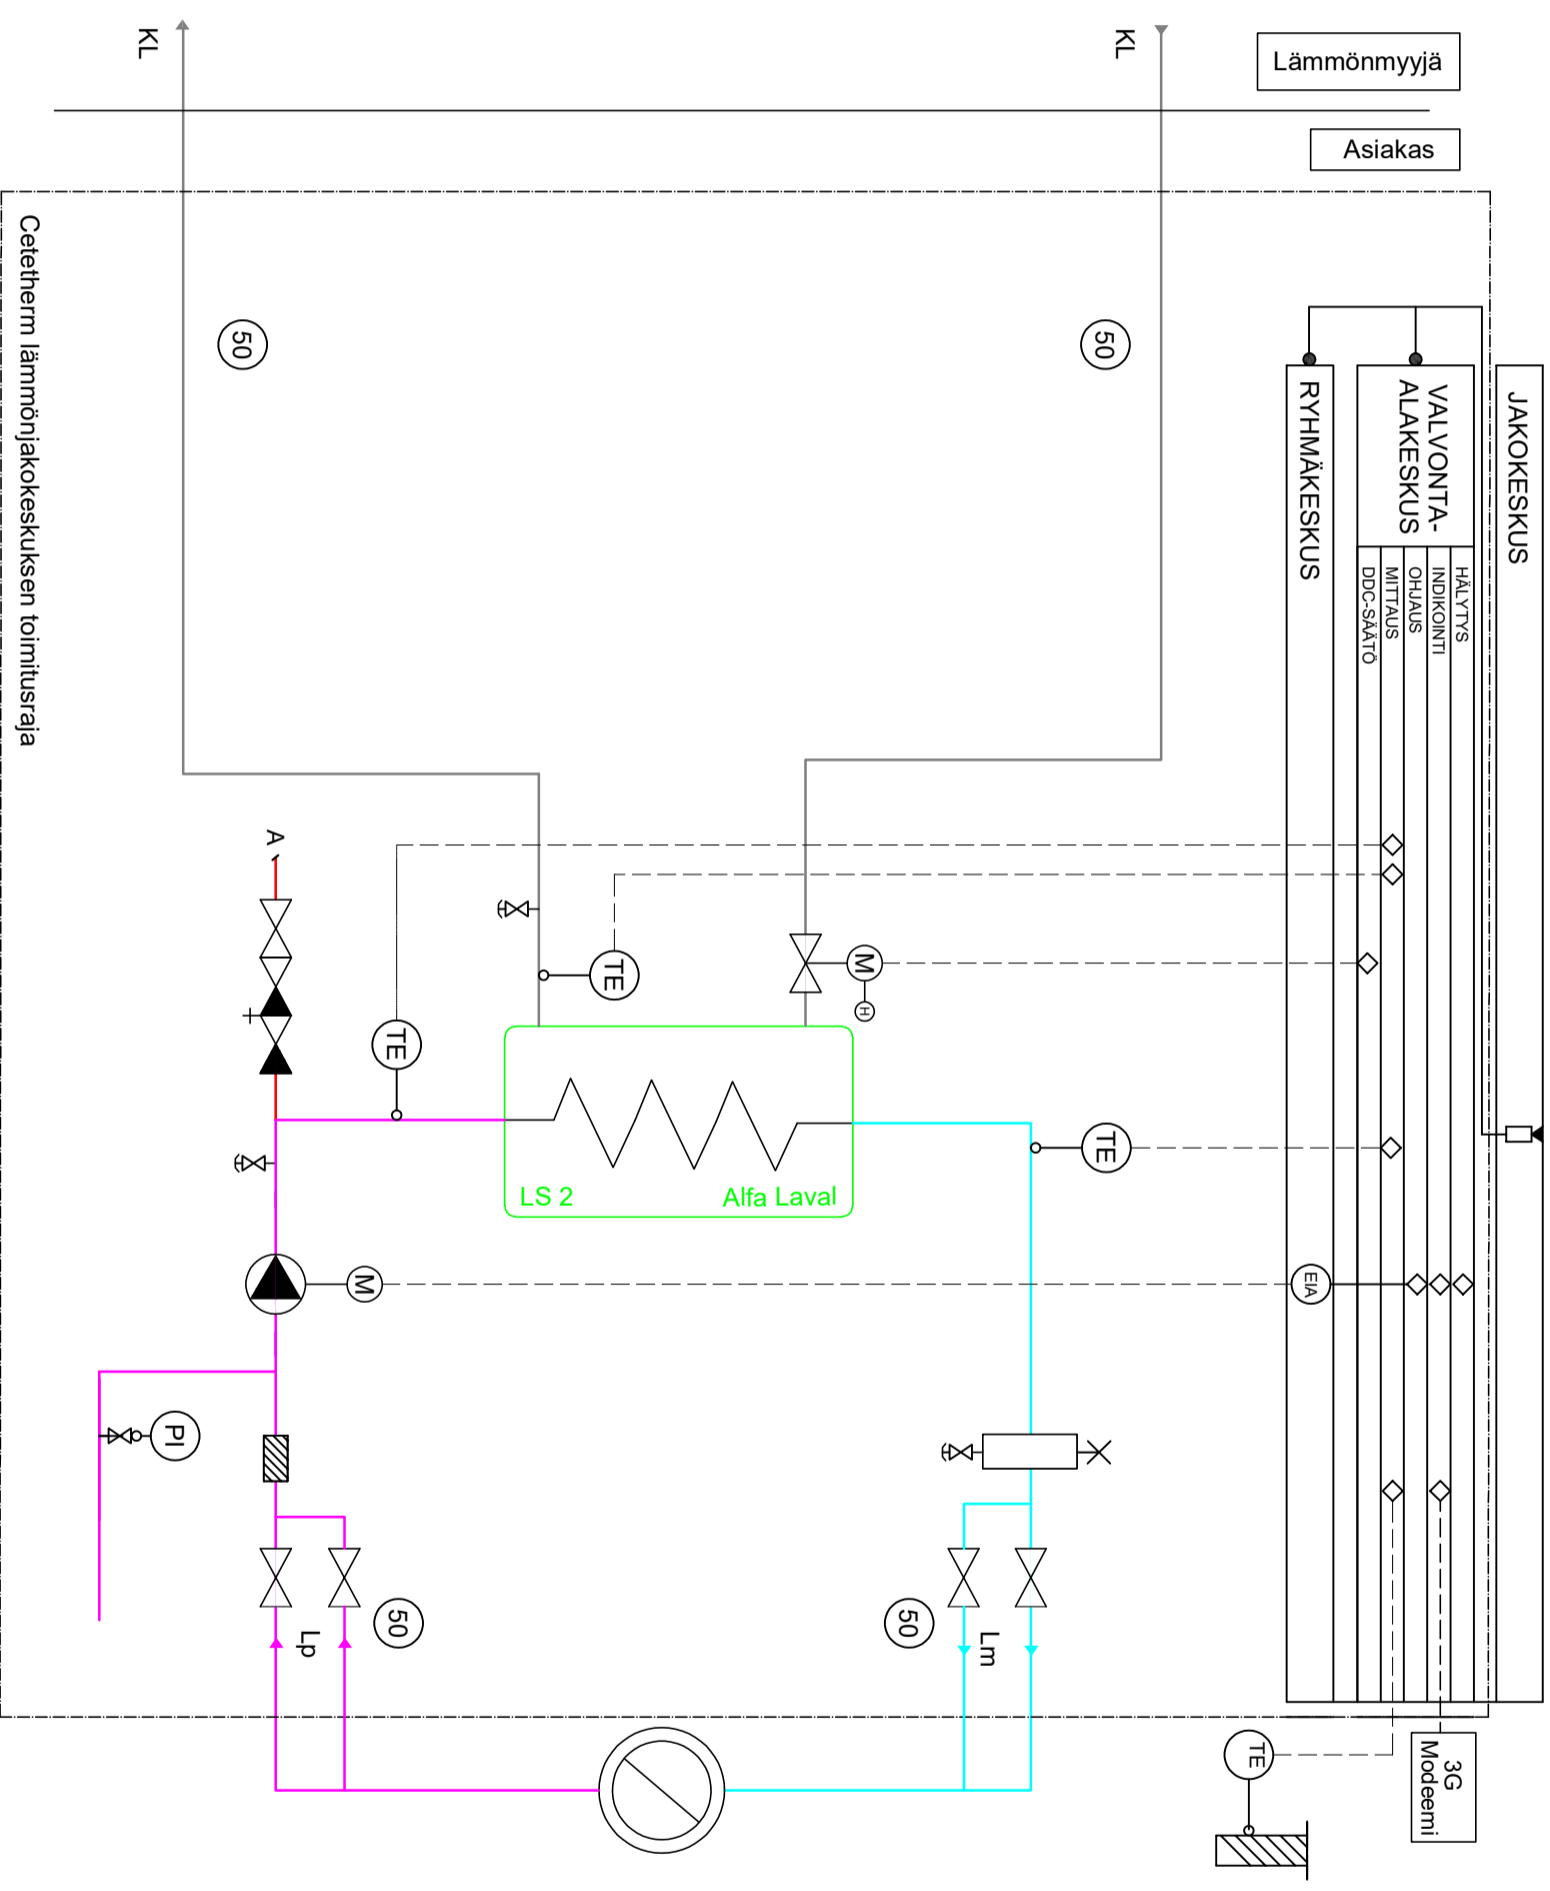 KL
KL
Lämmönmyyjä
Asiakas
Cetetherm lämmönjakokeskuksen toimitusraja
50
50
JAKOKESKUS
VALVONTA-
ALAKESKUS
HÄLYTYS
INDIKOINTI
OHJAUS
MITTAUS
DDC-SÄÄTÖ
RYHMÄKESKUS
A
TE
M
H
TE
TE
LS 2
Alfa Laval
M
EIA
PI
50
Lp
50
Lm
TE
3G
Modeemi